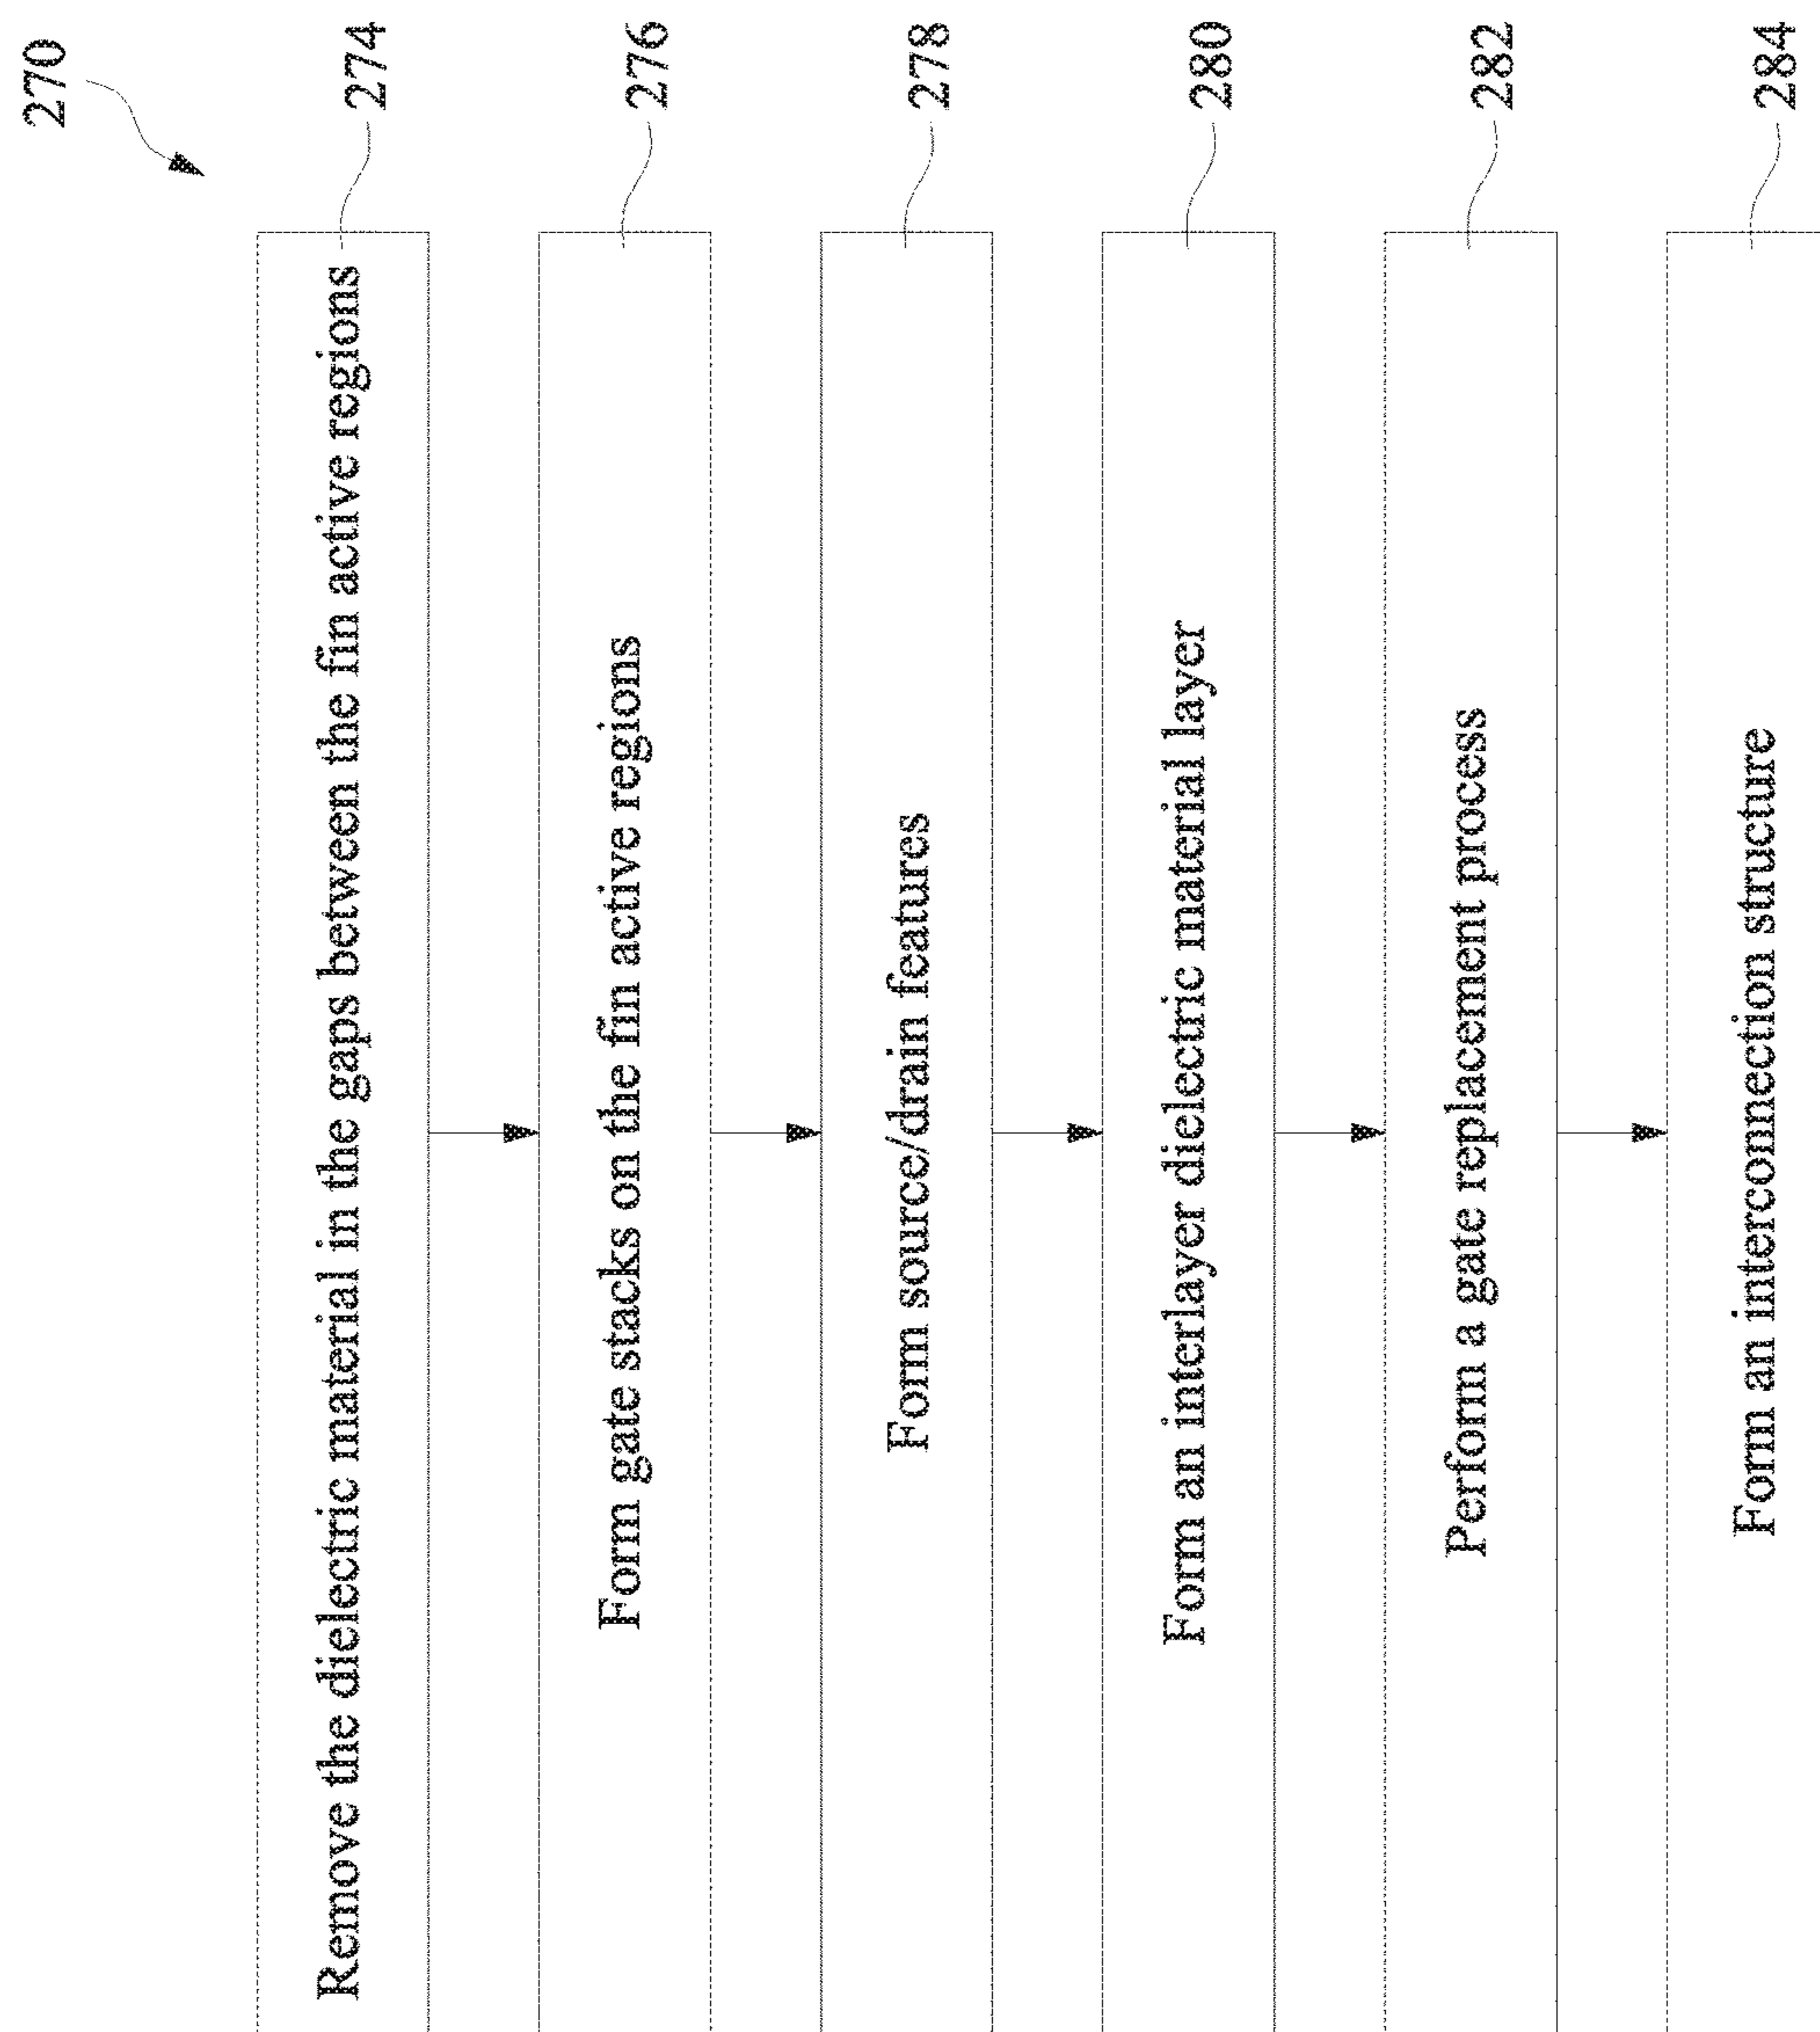 270
Remove the dielectric material in the gaps between the fin active regions
274
Form gate stacks on the fin active regions
276
Form source/drain features
278
Form an interlayer dielectric material layer
280
Perform a gate replacement process
282
Form an interconnection structure
284